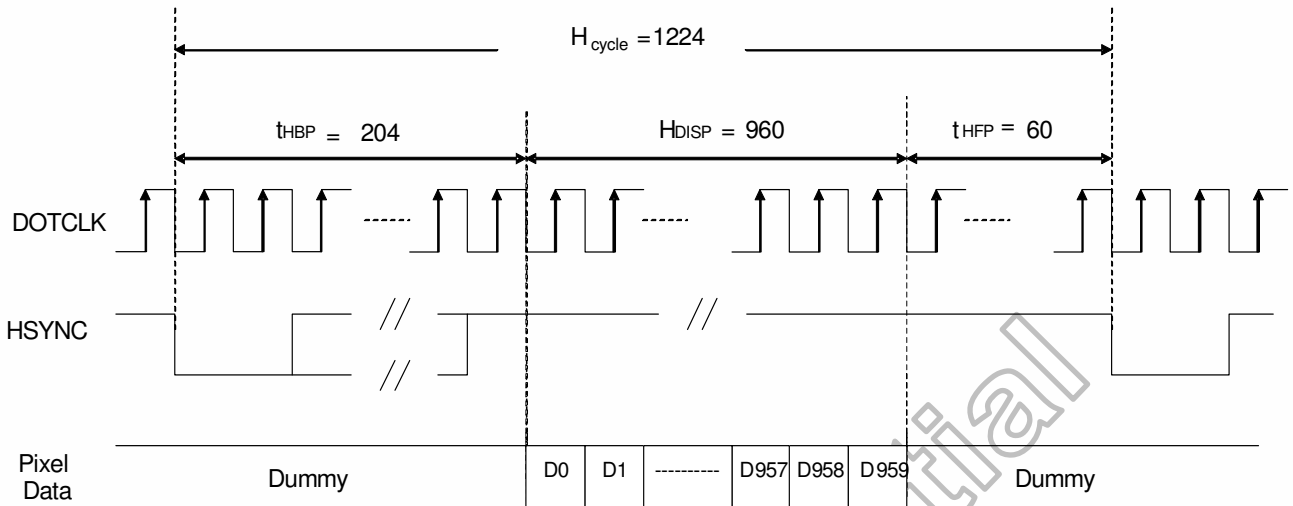 H cycle =1224
tHBP = 204
HDISP = 960
tHFP = 60
DOTCLK
HSYNC
Pixel
Data
Dummy
D0
D1
----------
D957
D958
D959
Dummy